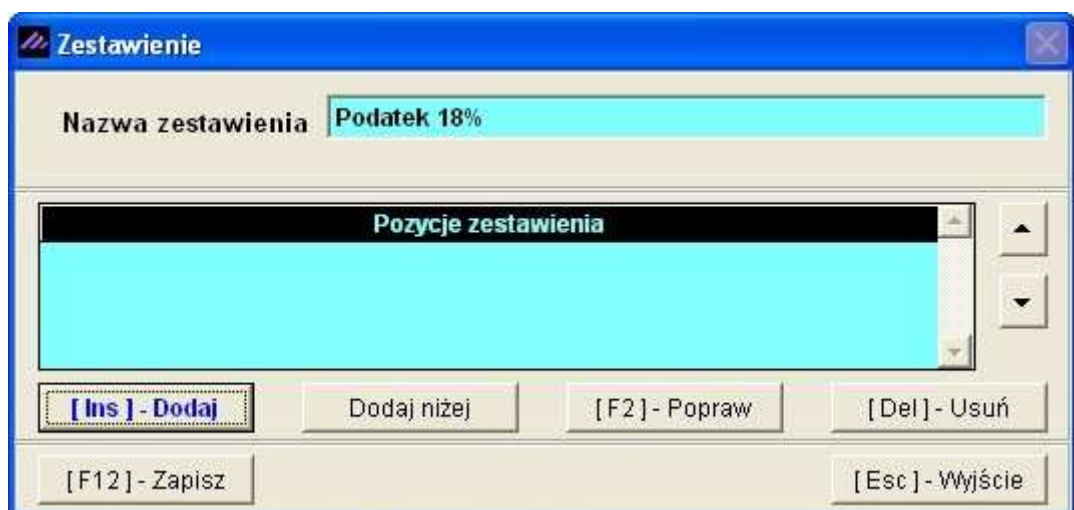 Zestawienie
Nazwa zestawienia Podatek 18%
Pozycje zestawienia
[Ins] - Dodaj Dodaj niżej [F2] - Popraw [Del] - Usuń
[F12] - Zapisz [Esc] - Wyjście